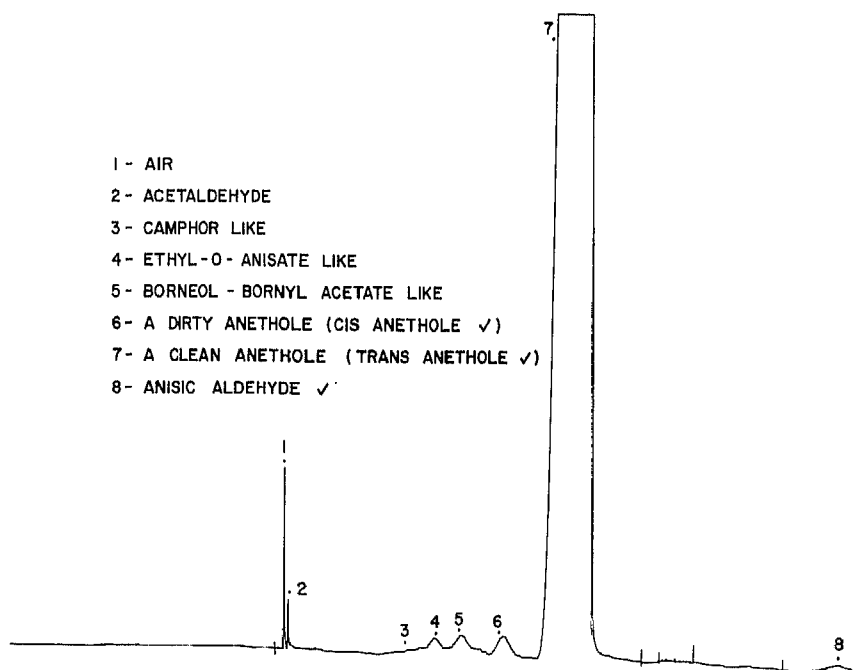 7
1 - AIR
2 - ACETALDEHYDE
3 - CAMPHOR LIKE
4 - ETHYL-O-ANISATE LIKE
5 - BORNEOL - BORNYL ACETATE LIKE
6 - A DIRTY ANETHOLE (CIS ANETHOLE ✓)
7 - A CLEAN ANETHOLE (TRANS ANETHOLE ✓)
8 - ANISIC ALDEHYDE ✓
1
2
3 4 5 6
8